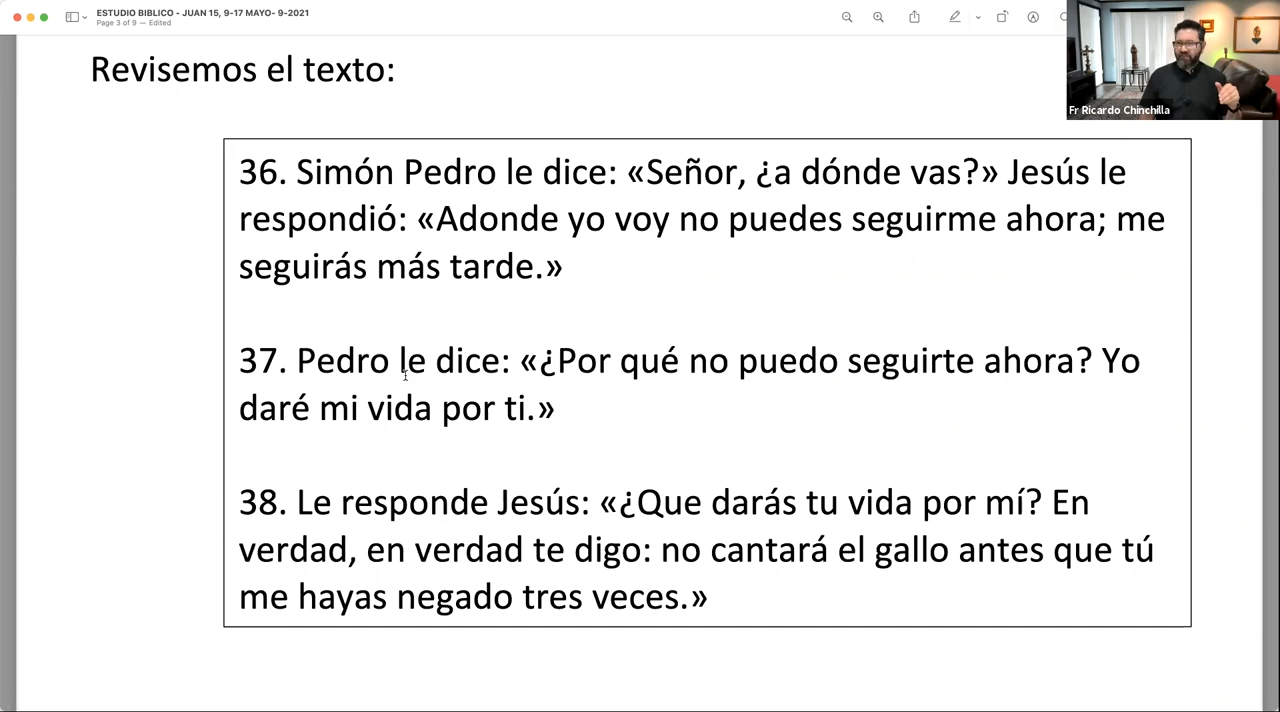 ESTUDIO BIBLICO - JUAN 15, 9-17 MAYO- 9-2021
Page 3 of 9 — Edited
Fr Ricardo Chinchilla
Revisemos el texto:
36. Simón Pedro le dice: «Señor, ¿a dónde vas?» Jesús le
respondió: «Adonde yo voy no puedes seguirme ahora; me
seguirás más tarde.»
37. Pedro le dice: «¿Por qué no puedo seguirte ahora? Yo
daré mi vida por ti.»
38. Le responde Jesús: «¿Que darás tu vida por mí? En
verdad, en verdad te digo: no cantará el gallo antes que tú
me hayas negado tres veces.»